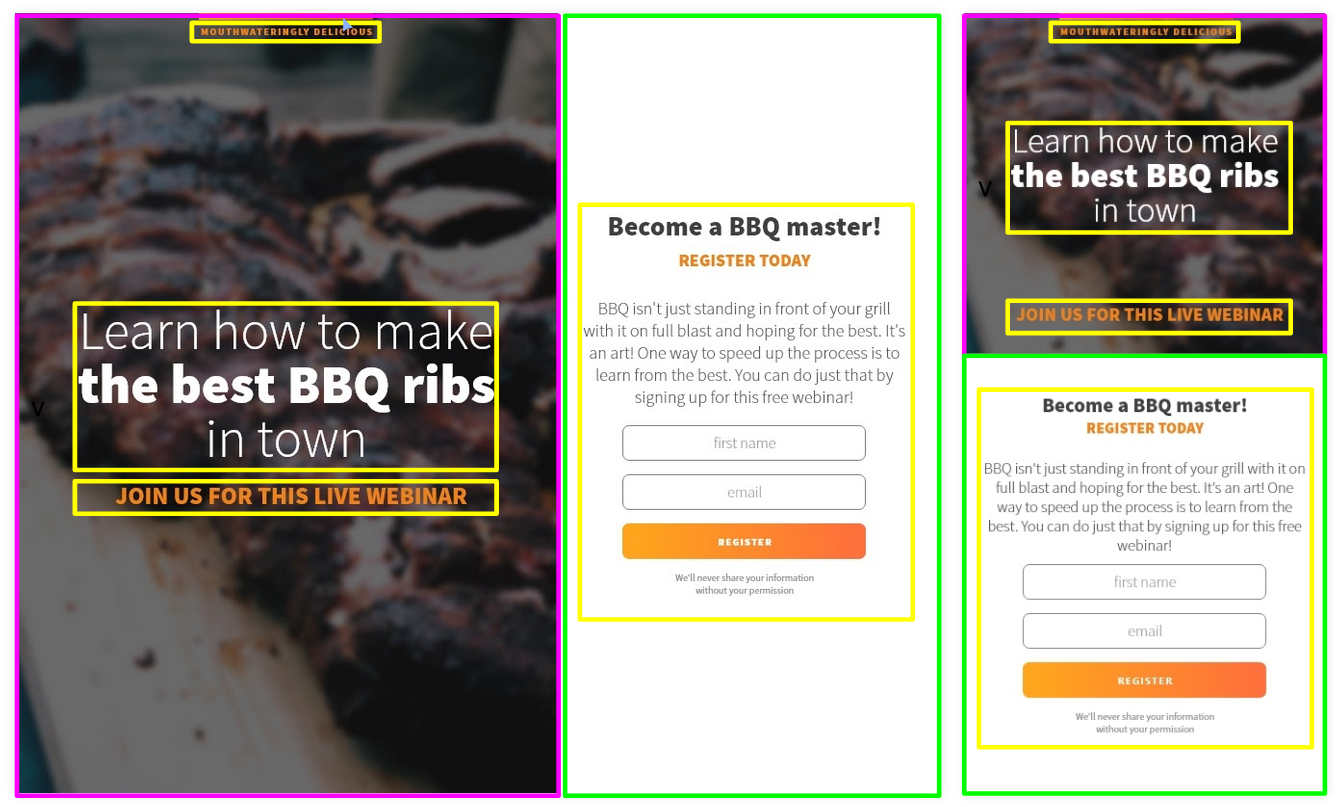 MOUTHWATERINGLY DELICIOUS
Learn how to make
the best BBQ ribs
in town
V
JOIN US FOR THIS LIVE WEBINAR
Become a BBQ master!
REGISTER TODAY
BBQ isn't just standing in front of your grill
with it on full blast and hoping for the best. It's
an art! One way to speed up the process is to
learn from the best. You can do just that by
signing up for this free webinar!
first name
email
REGISTER
We'll never share your information
without your permission
MOUTHWATERINGLY DELICIOUS
Learn how to make
the best BBQ ribs
in town
V
JOIN US FOR THIS LIVE WEBINAR
Become a BBQ master!
REGISTER TODAY
BBQ isn't just standing in front of your grill with it on
full blast and hoping for the best. It's an art! One
way to speed up the process is to learn from the
best. You can do just that by signing up for this free
webinar!
first name
email
REGISTER
We'll never share your information
without your permission